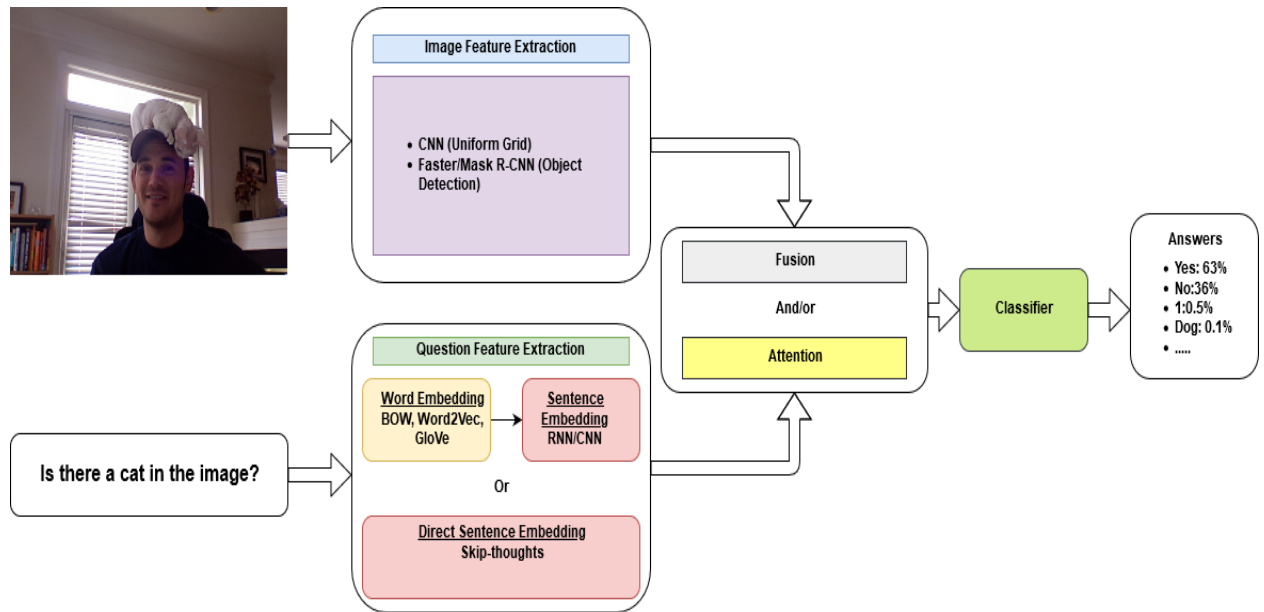 Image Feature Extraction
• CNN (Uniform Grid)
• Faster/Mask R-CNN (Object
Detection)
Is there a cat in the image?
Question Feature Extraction
Word Embedding
BOW, Word2Vec,
GloVe
Sentence
Embedding
RNN/CNN
Or
Direct Sentence Embedding
Skip-thoughts
Fusion
And/or
Attention
Classifier
Answers
• Yes: 63%
• No:36%
• 1:0.5%
• Dog: 0.1%
• .....